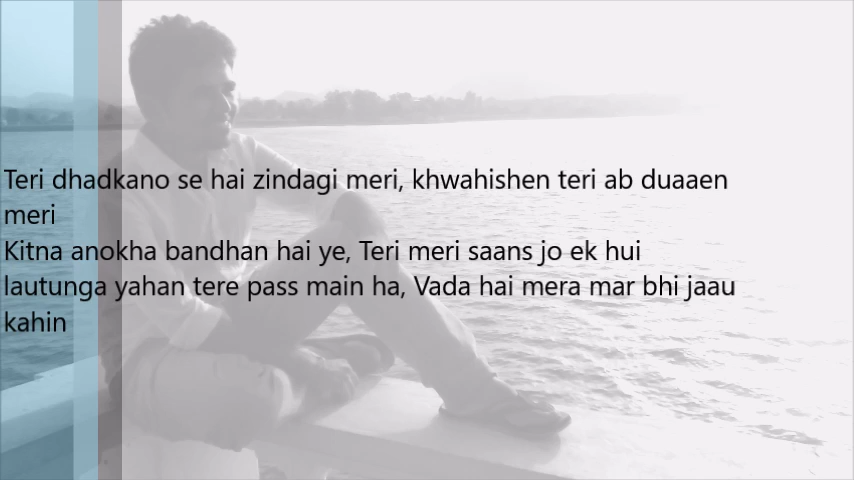 Teri dhadkano se hai zindagi meri, khwahishen teri ab duaaen
meri
Kitna anokha bandhan hai ye, Teri meri saans jo ek hui
lautunga yahan tere pass main ha, Vada hai mera mar bhi jaau
kahin